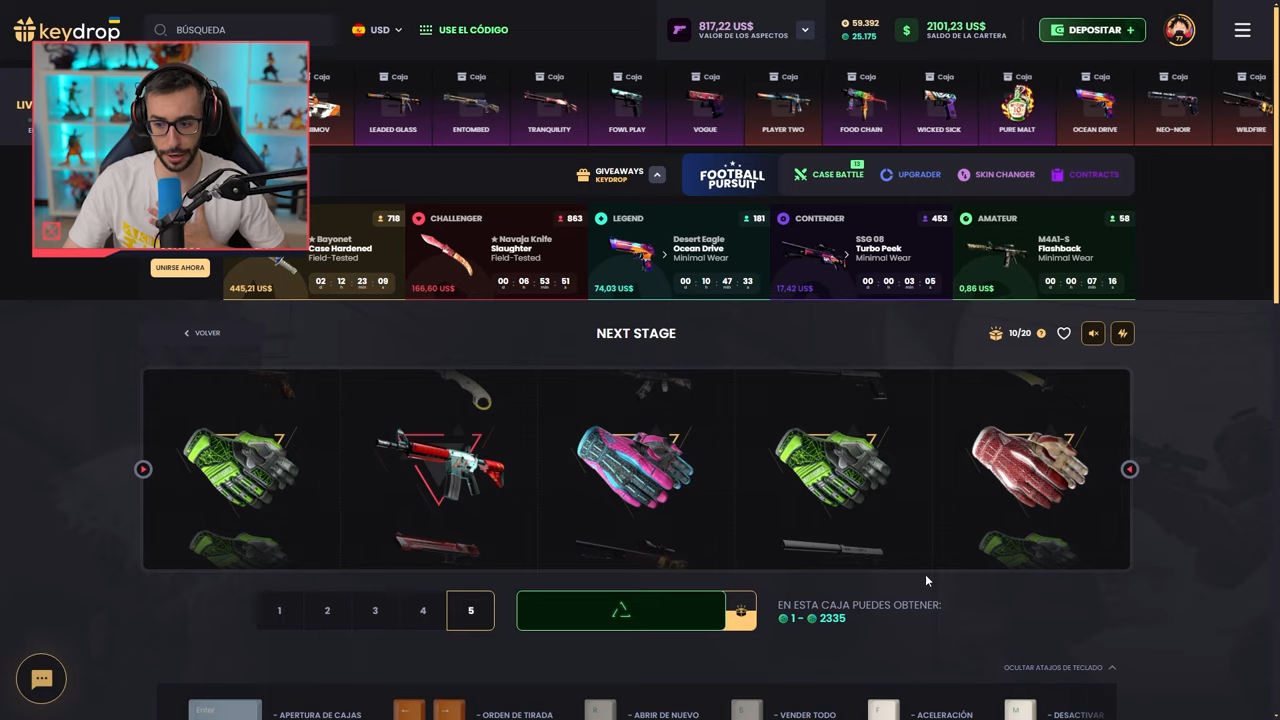 keydrop
BÚSQUEDA
USD
USE EL CÓDIGO
817,22 US$
VALOR DE LOS ASPECTOS
59.392
25.175
$
2101,23 US$
SALDO DE LA CARTERA
DEPOSITAR +
77
LIV
E
Caja
Caja
Caja
Caja
Caja
Caja
Caja
Caja
Caja
Caja
Caja
Caja
Caja
IMOV
LEADED GLASS
ENTOMBED
TRANQUILITY
FOWL PLAY
VOGUE
PLAYER TWO
FOOD CHAIN
WICKED SICK
PURE MALT
OCEAN DRIVE
NEO-NOIR
WILDFIRE
GIVEAWAYS
KEYDROP
FOOTBALL
PURSUIT
13
CASE BATTLE
UPGRADER
SKIN CHANGER
CONTRACTS
718
★ Bayonet
Case Hardened
Field-Tested
445,21 US$
02 : 12 : 23 : 09
CHALLENGER
863
★ Navaja Knife
Slaughter
Field-Tested
166,60 US$
00 : 06 : 53 : 51
LEGEND
181
Desert Eagle
Ocean Drive
Minimal Wear
74,03 US$
00 : 10 : 47 : 33
CONTENDER
453
SSG 08
Turbo Peek
Minimal Wear
17,42 US$
00 : 00 : 03 : 05
AMATEUR
58
M4A1-S
Flashback
Minimal Wear
0,86 US$
00 : 00 : 07 : 16
UNIRSE AHORA
VOLVER
NEXT STAGE
10/20
?
1
2
3
4
5
EN ESTA CAJA PUEDES OBTENER:
1 - 2335
OCULTAR ATAJOS DE TECLADO
Enter
- APERTURA DE CAJAS
← →
- ORDEN DE TIRADA
R
- ABRIR DE NUEVO
S
- VENDER TODO
F
- ACELERACIÓN
M
- DESACTIVAR